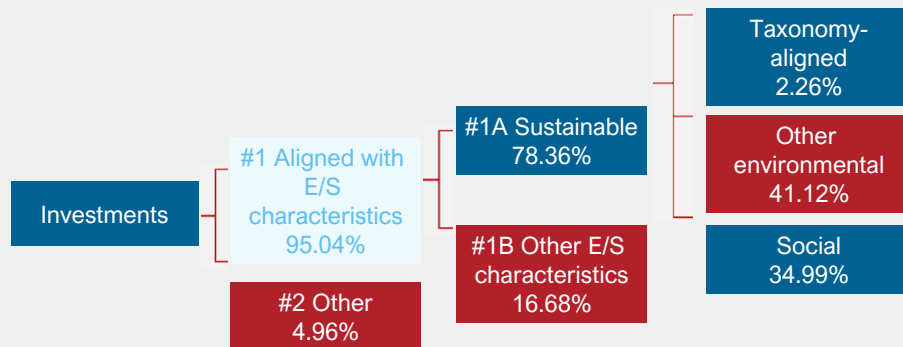 Investments
#1 Aligned with
E/S
characteristics
95.04%
#2 Other
4.96%
#1A Sustainable
78.36%
#1B Other E/S
characteristics
16.68%
Taxonomy-
aligned
2.26%
Other
environmental
41.12%
Social
34.99%